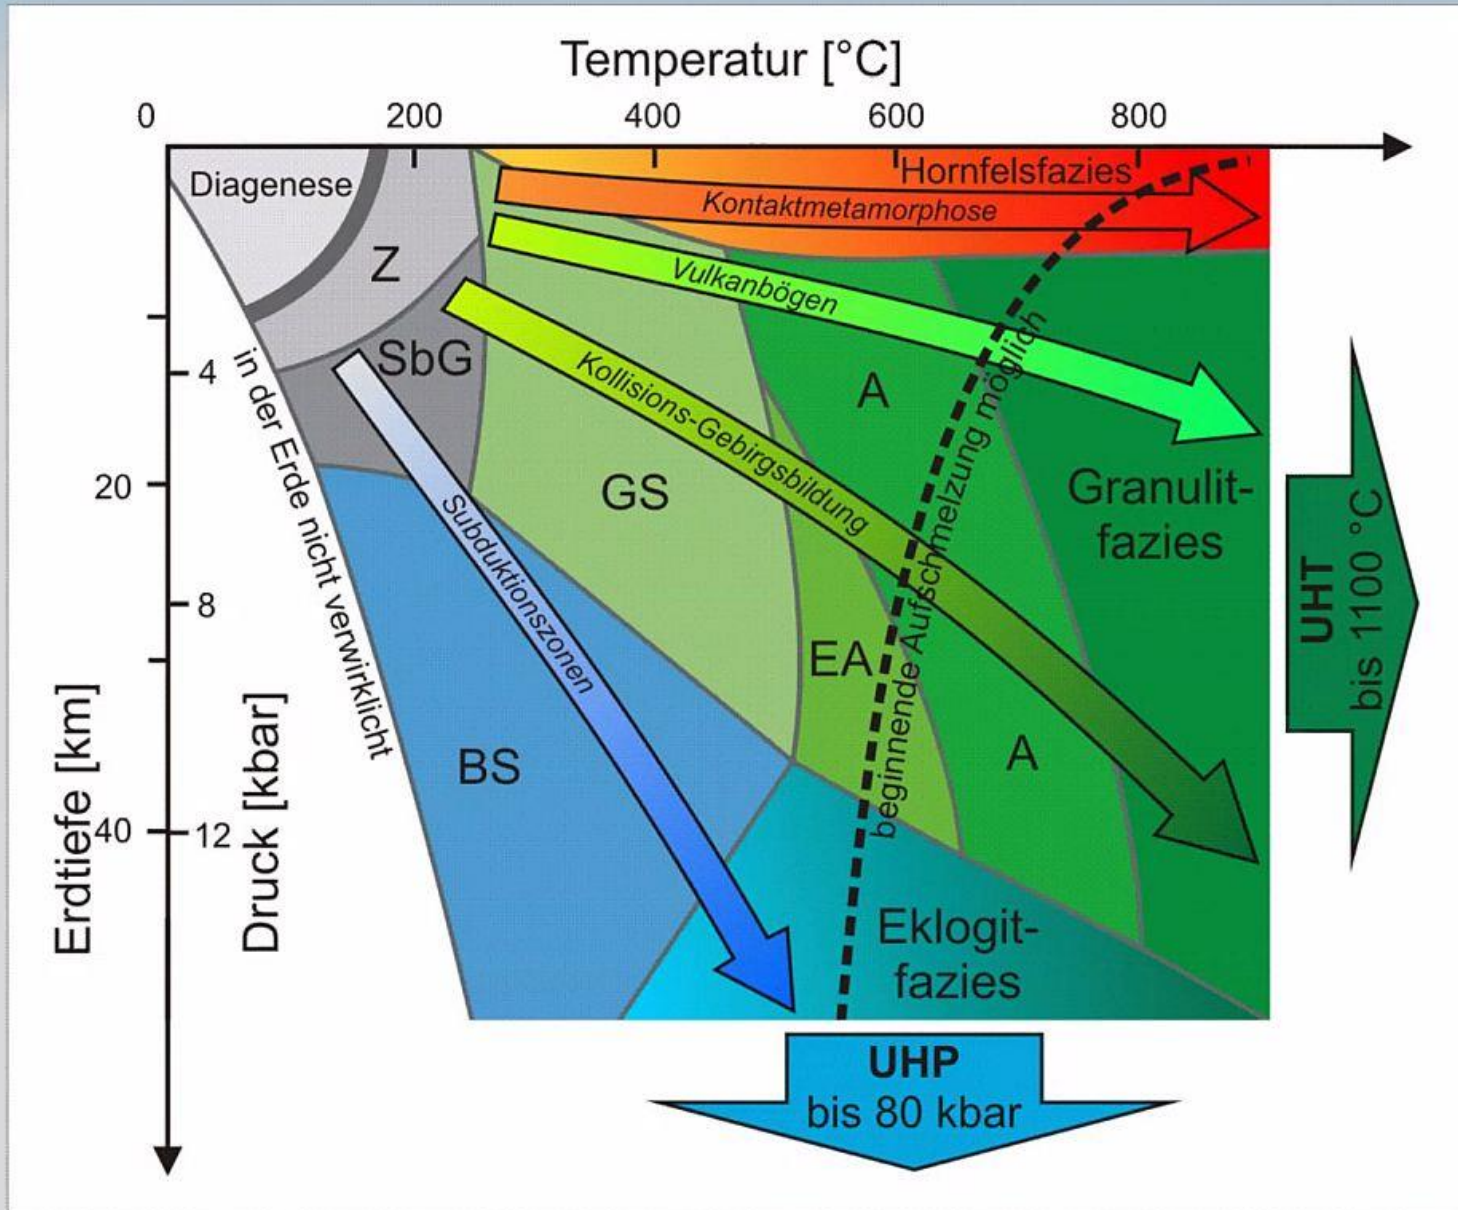 Temperatur [°C]
0 200 400 600 800
Diagenese
Hornfelsfazies
Kontaktmetamorphose
Z
Vulkanbögen
SbG
4
in der Erde nicht verwirklicht
Kollisions-Gebirgsbildung
A
beginnende Aufschmelzung möglich
20
GS
Granulit-
fazies
Subduktionszonen
UHT
bis 1100 °C
8
EA
BS
A
Erdtiefe [km]
Druck [kbar]
40
12
Eklogit-
fazies
UHP
bis 80 kbar